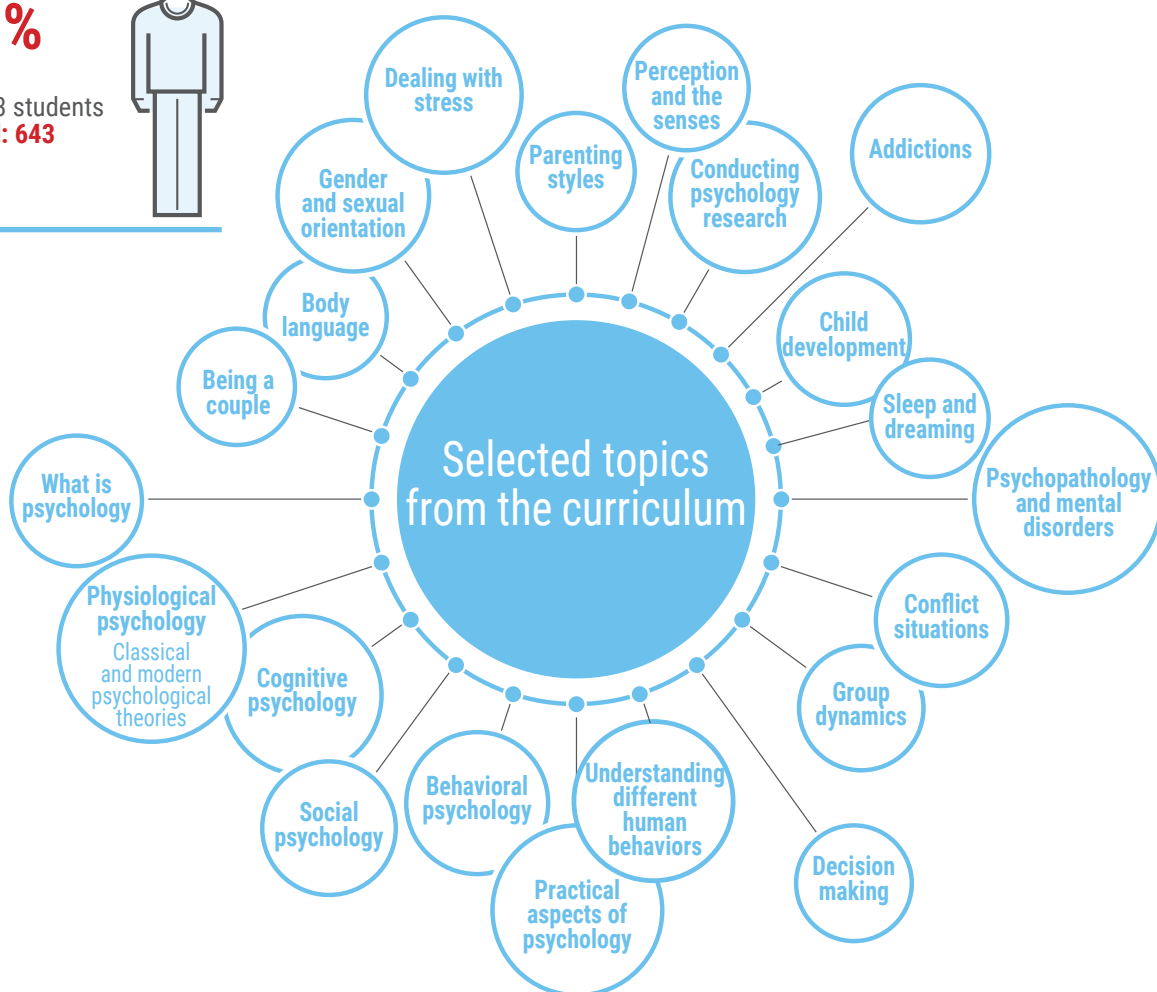 %
3 students
: 643
Dealing with
stress
Perception
and the
senses
Parenting
styles
Addictions
Conducting
psychology
research
Gender
and sexual
orientation
Body
language
Child
development
Being a
couple
Sleep and
dreaming
Selected topics
from the curriculum
What is
psychology
Psychopathology
and mental
disorders
Physiological
psychology
Classical
and modern
psychological
theories
Conflict
situations
Cognitive
psychology
Group
dynamics
Social
psychology
Behavioral
psychology
Understanding
different
human
behaviors
Decision
making
Practical
aspects of
psychology